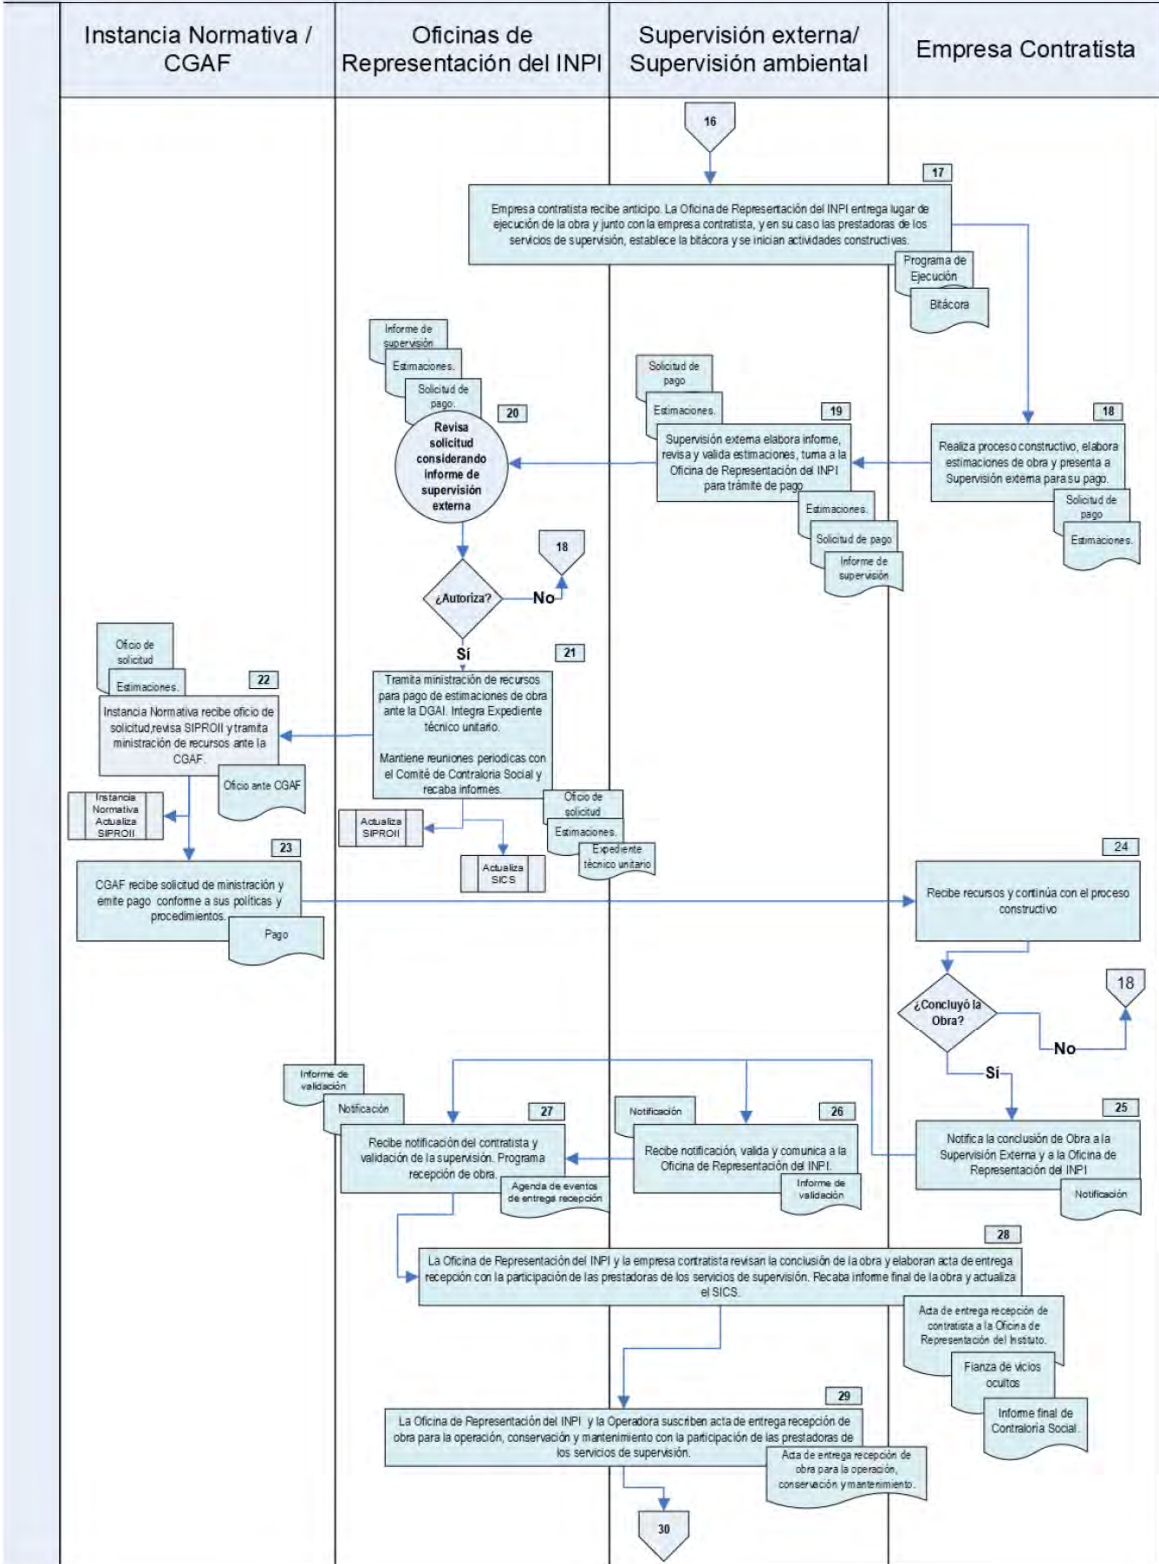 Instancia Normativa /
CGAF
Oficinas de
Representación del INPI
Supervisión externa/
Supervisión ambiental
Empresa Contratista
16
17
Empresa contratista recibe anticipo. La Oficina de Representación del INPI entrega lugar de
ejecución de la obra y junto con la empresa contratista, y en su caso las prestadoras de los
servicios de supervisión, establece la bitácora y se inician actividades constructivas.
Programa de
Ejecución
Bitácora
Informe de
supervisión
Estimaciones.
Solicitud de
pago.
20
Revisa
solicitud
considerando
informe de
supervisión
externa
Solicitud de
pago
Estimaciones.
19
Supervisión externa elabora informe,
revisa y valida estimaciones, turna a la
Oficina de Representación del INPI
para trámite de pago
Estimaciones.
Solicitud de pago
Informe de
supervisión
18
Realiza proceso constructivo, elabora
estimaciones de obra y presenta a
Supervisión externa para su pago.
Solicitud de
pago
Estimaciones.
18
¿Autoriza?
No
Sí
21
Tramita ministración de recursos
para pago de estimaciones de obra
ante la DGAI. Integra Expediente
técnico unitario.
Mantiene reuniones periodicas con
el Comité de Contraloria Social y
recaba informes.
Oficio de
solicitud
Estimaciones.
Expediente
técnico unitario
Actualiza
SIPROII
Actualiza
SICS
Oficio de
solicitud
Estimaciones.
22
Instancia Normativa recibe oficio de
solicitud,revisa SIPROII y tramita
ministración de recursos ante la
CGAF.
Oficio ante CGAF
Instancia
Normativa
Actualiza
SIPROII
23
CGAF recibe solicitud de ministración y
emite pago conforme a sus políticas y
procedimientos.
Pago
24
Recibe recursos y continúa con el proceso
constructivo
¿Concluyó la
Obra?
18
No
Sí
25
Notifica la conclusión de Obra a la
Supervisión Externa y a la Oficina de
Representación del INPI
Notificación
Notificación
26
Recibe notificación, valida y comunica a la
Oficina de Representación del INPI.
Informe de
validación
Informe de
validación
Notificación
27
Recibe notificación del contratista y
validación de la supervisión. Programa
recepción de obra.
Agenda de eventos
de entrega recepción
28
La Oficina de Representación del INPI y la empresa contratista revisan la conclusión de la obra y elaboran acta de entrega
recepción con la participación de las prestadoras de los servicios de supervisión. Recaba informe final de la obra y actualiza
el SICS.
Acta de entrega recepción de
contratista a la Oficina de
Representación del Instituto.
Fianza de vicios
ocultos
Informe final de
Contraloría Social.
29
La Oficina de Representación del INPI y la Operadora suscriben acta de entrega recepción de
obra para la operación, conservación y mantenimiento con la participación de las prestadoras de
los servicios de supervisión.
Acta de entrega recepción de
obra para la operación,
conservación y mantenimiento.
30